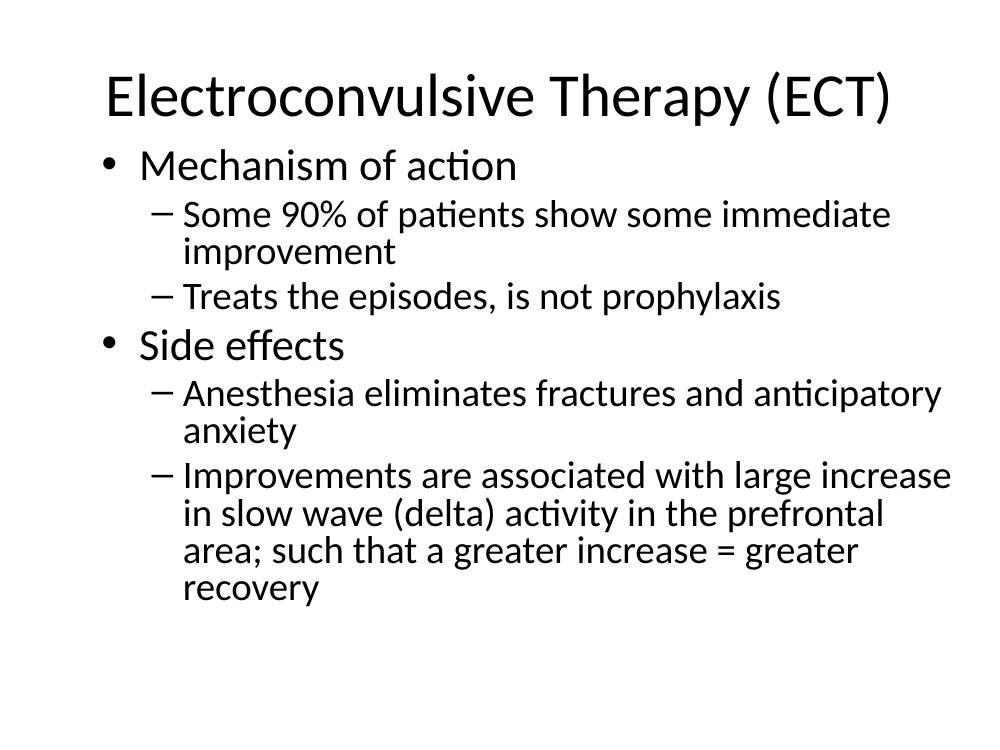 Electroconvulsive Therapy (ECT)
• Mechanism of action
– Some 90% of patients show some immediate
improvement
– Treats the episodes, is not prophylaxis
• Side effects
– Anesthesia eliminates fractures and anticipatory
anxiety
– Improvements are associated with large increase
in slow wave (delta) activity in the prefrontal
area; such that a greater increase = greater
recovery